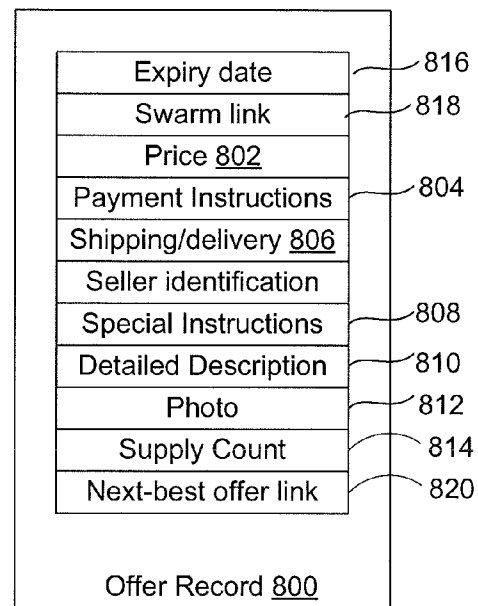 Expiry date 816
Swarm link 818
Price 802
Payment Instructions 804
Shipping/delivery 806
Seller identification
Special Instructions 808
Detailed Description 810
Photo 812
Supply Count 814
Next-best offer link 820
Offer Record 800